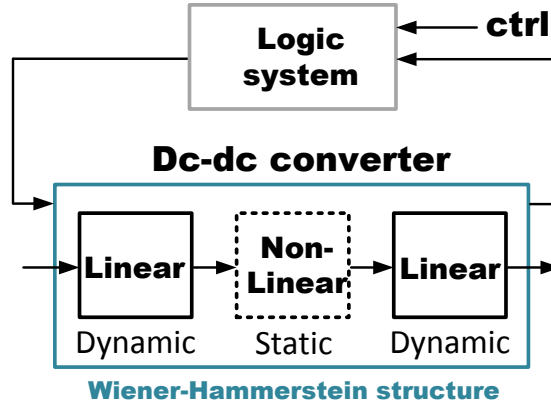 Logic
system
ctrl
Dc-dc converter
Linear
Non-
Linear
Linear
Dynamic
Static
Dynamic
Wiener-Hammerstein structure